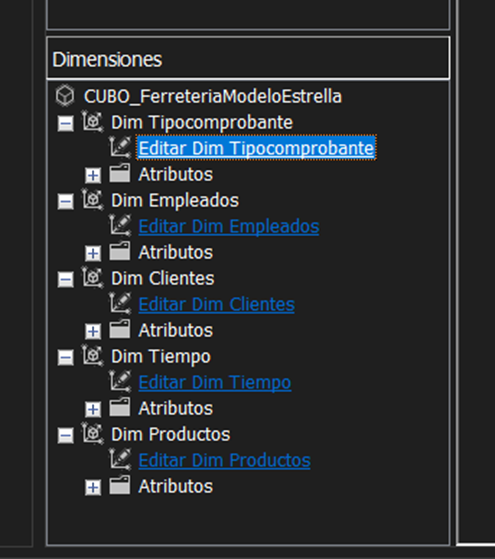 Dimensiones
CUBO_FerreteriaModeloEstrella
Dim Tipocomprobante
Editar Dim Tipocomprobante
Atributos
Dim Empleados
Editar Dim Empleados
Atributos
Dim Clientes
Editar Dim Clientes
Atributos
Dim Tiempo
Editar Dim Tiempo
Atributos
Dim Productos
Editar Dim Productos
Atributos